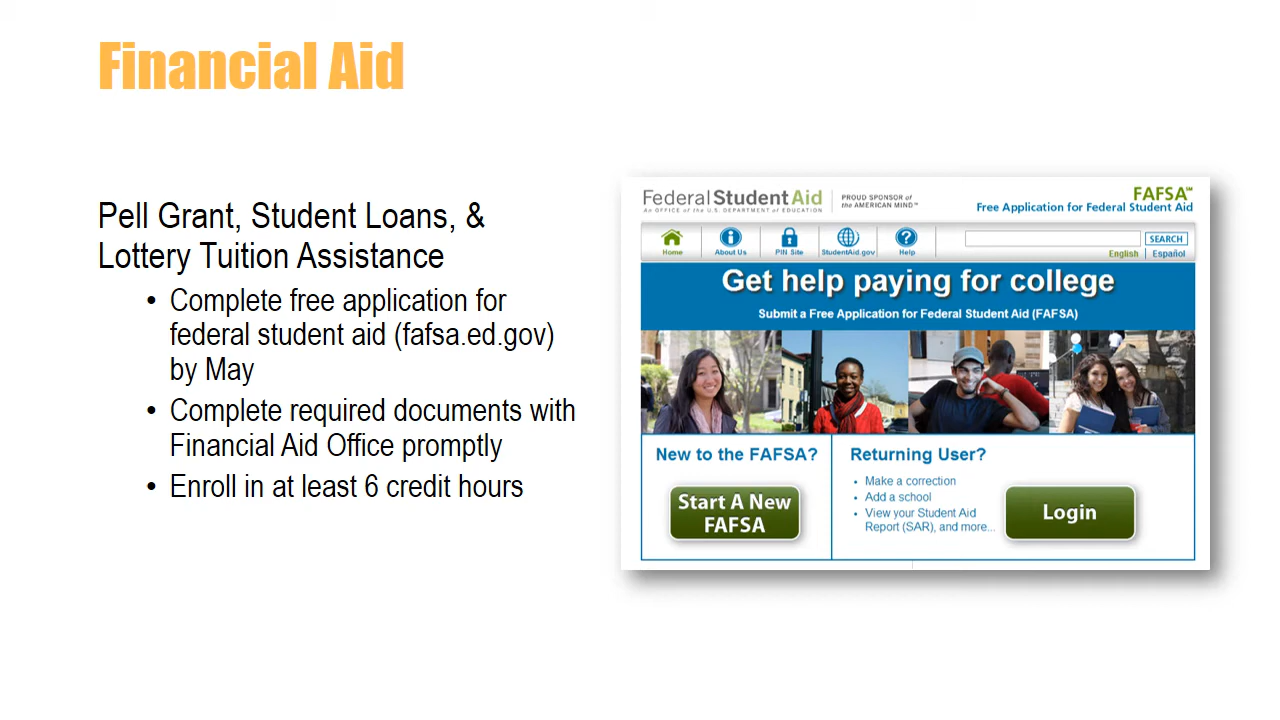 Financial Aid
Pell Grant, Student Loans, &
Lottery Tuition Assistance
• Complete free application for
federal student aid (fafsa.ed.gov)
by May
• Complete required documents with
Financial Aid Office promptly
• Enroll in at least 6 credit hours
Federal Student Aid
An OFFICE of the U.S. DEPARTMENT of EDUCATION
PROUD SPONSOR of
the AMERICAN MIND™
FAFSA℠
Free Application for Federal Student Aid
Home
About Us
PIN Site
StudentAid.gov
Help
SEARCH
English | Español
Get help paying for college
Submit a Free Application for Federal Student Aid (FAFSA)
New to the FAFSA?
Start A New
FAFSA
Returning User?
• Make a correction
• Add a school
• View your Student Aid
Report (SAR), and more...
Login